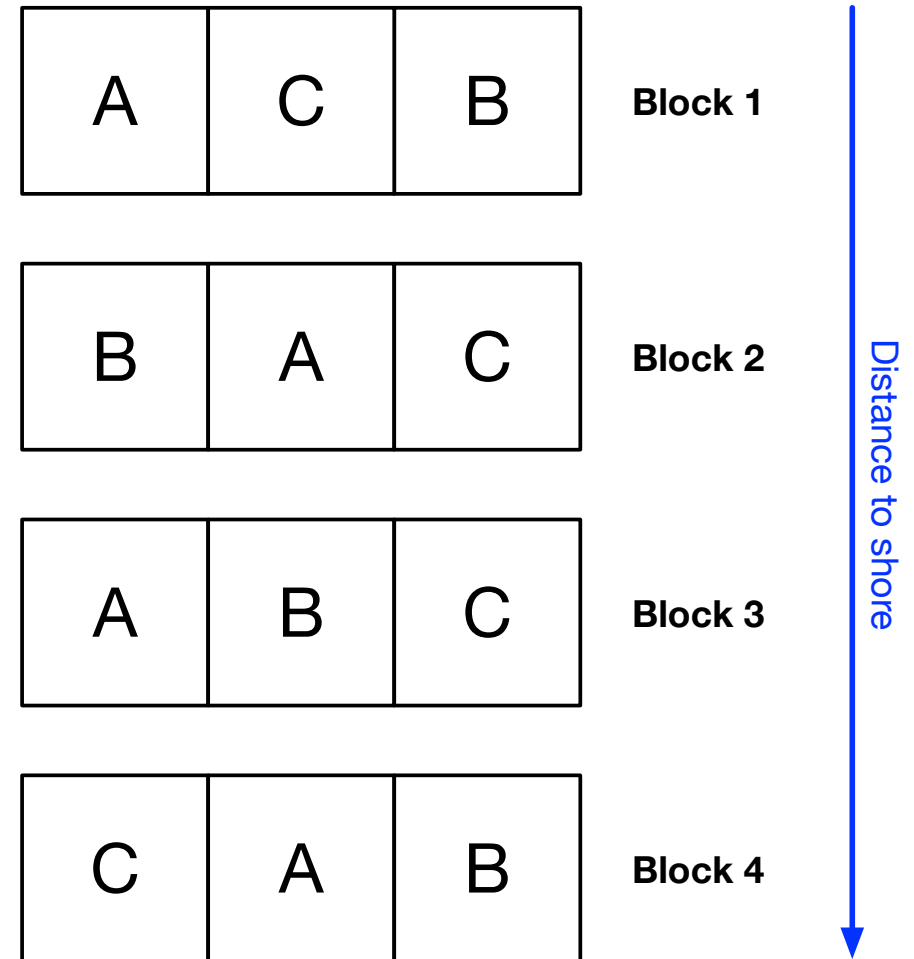 A C B Block 1
B A C Block 2
A B C Block 3
C A B Block 4
Distance to shore